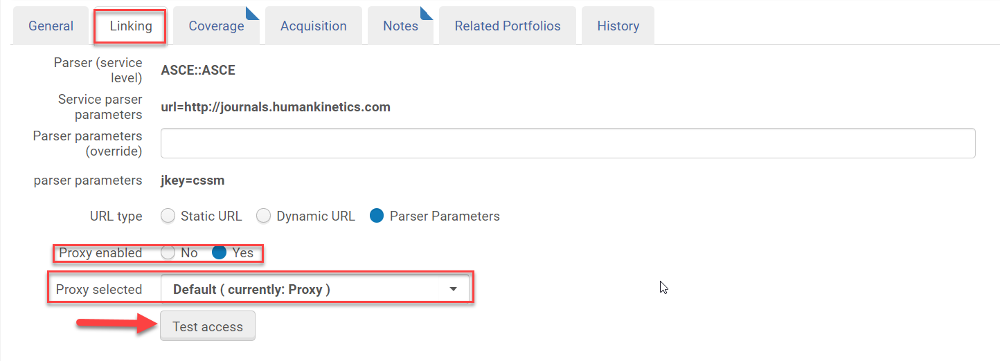 General Linking Coverage Acquisition Notes Related Portfolios History
Parser (service
level)
ASCE::ASCE
Service parser
parameters
url=http://journals.humankinetics.com
Parser parameters
(override)
parser parameters
jkey=cssm
URL type Static URL Dynamic URL Parser Parameters
Proxy enabled No Yes
Proxy selected Default ( currently: Proxy )
Test access